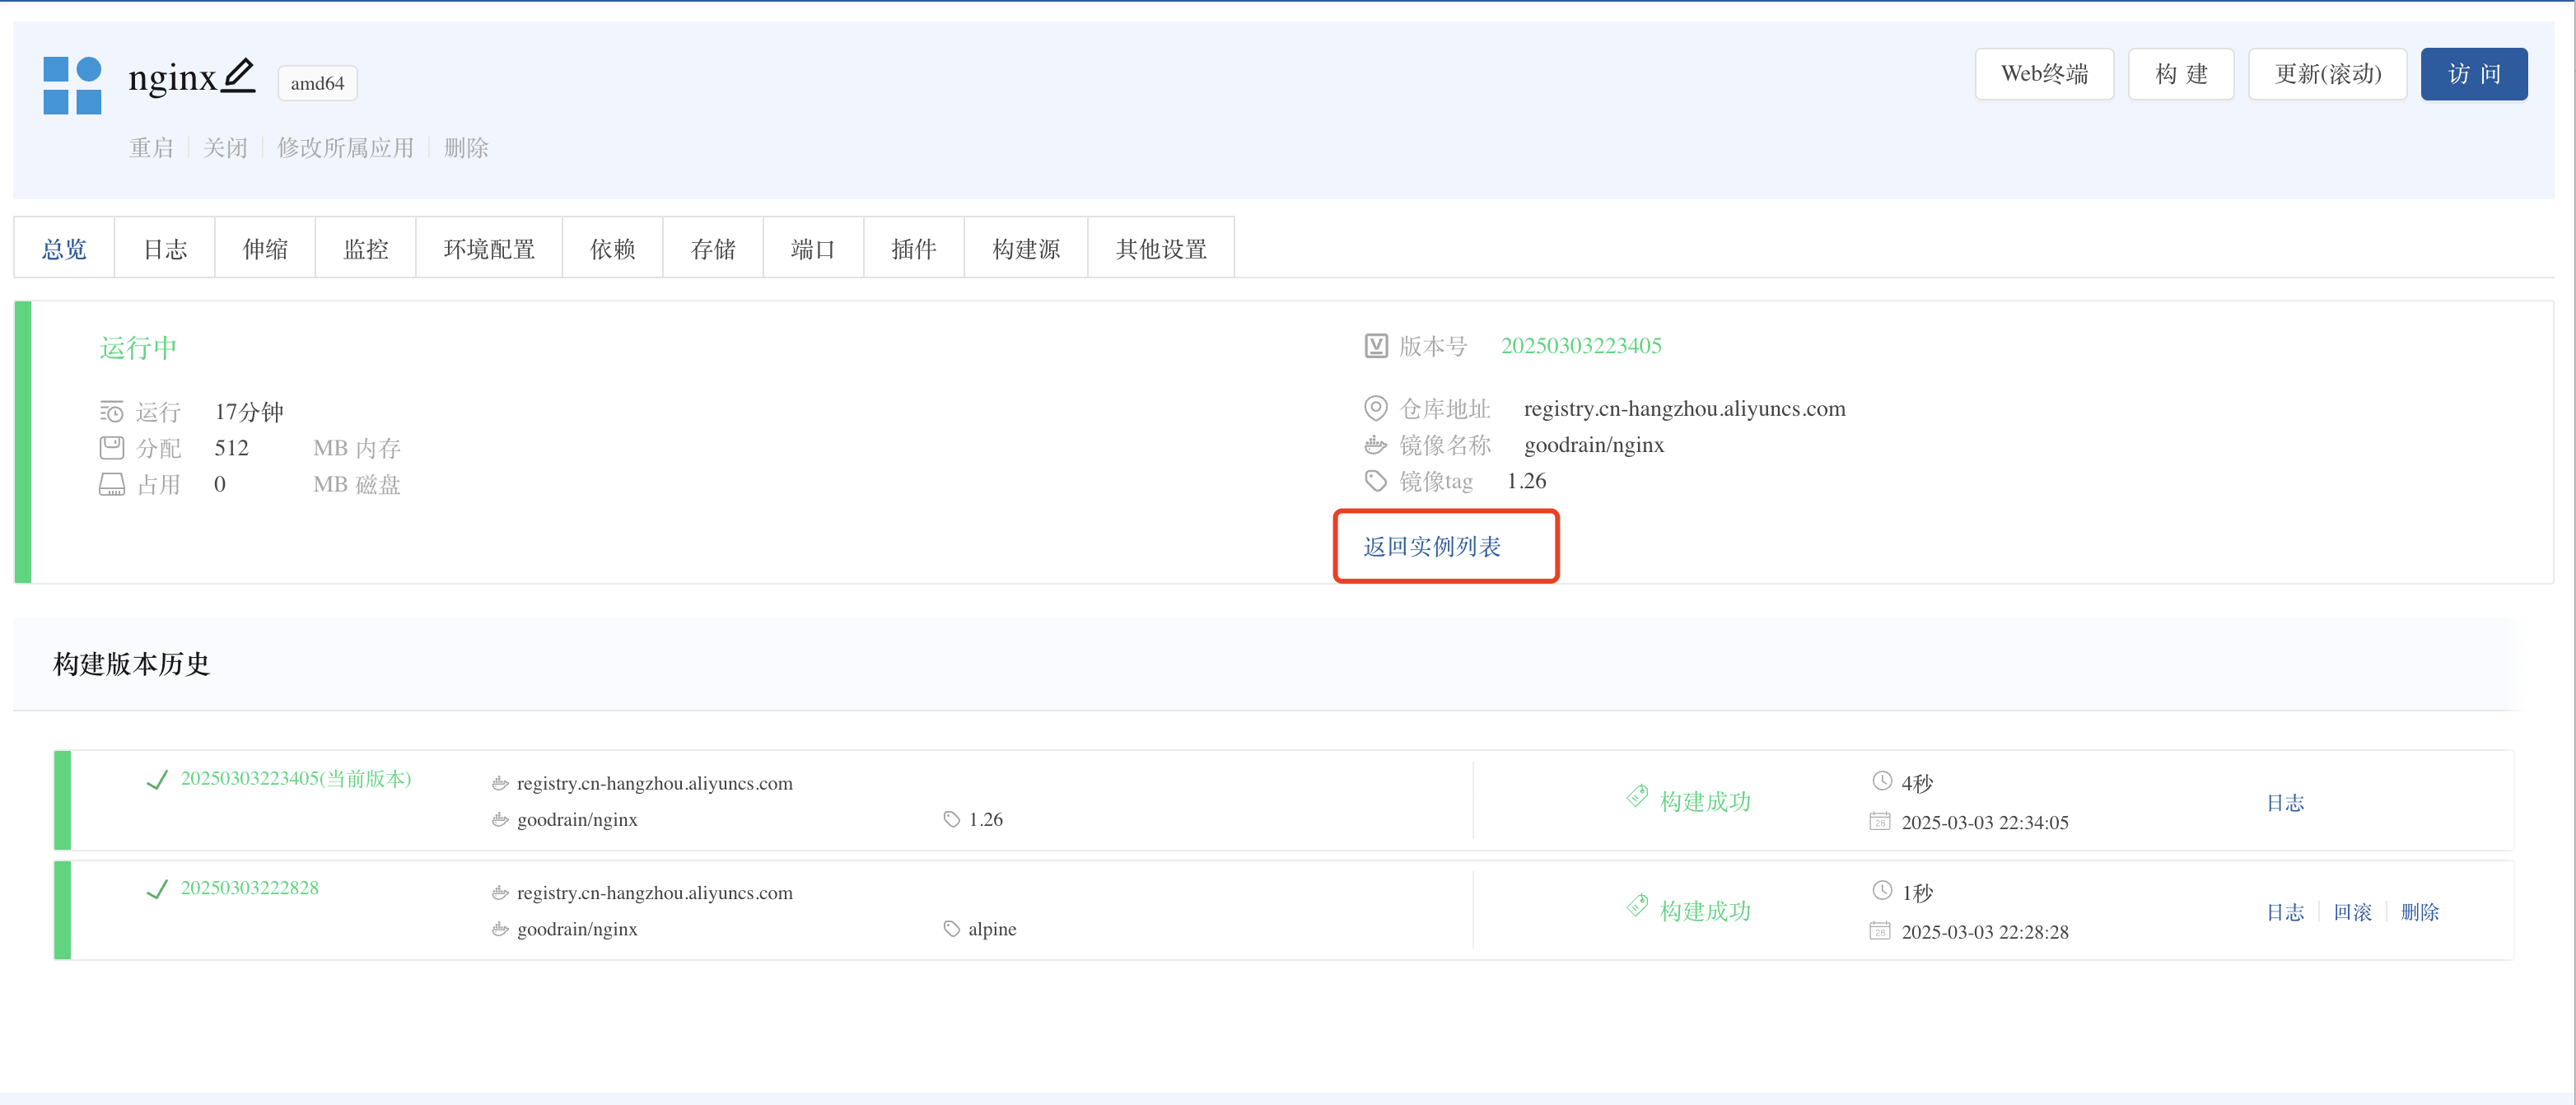 nginx amd64
Web终端 构 建 更新(滚动) 访 问
重启 关闭 修改所属应用 删除
总览 日志 伸缩 监控 环境配置 依赖 存储 端口 插件 构建源 其他设置
运行中
运行 17分钟
分配 512 MB 内存
占用 0 MB 磁盘
版本号 20250303223405
仓库地址 registry.cn-hangzhou.aliyuncs.com
镜像名称 goodrain/nginx
镜像tag 1.26
返回实例列表
构建版本历史
20250303223405(当前版本) registry.cn-hangzhou.aliyuncs.com
goodrain/nginx 1.26
构建成功
4秒
2025-03-03 22:34:05
日志
20250303222828 registry.cn-hangzhou.aliyuncs.com
goodrain/nginx alpine
构建成功
1秒
2025-03-03 22:28:28
日志 回滚 删除